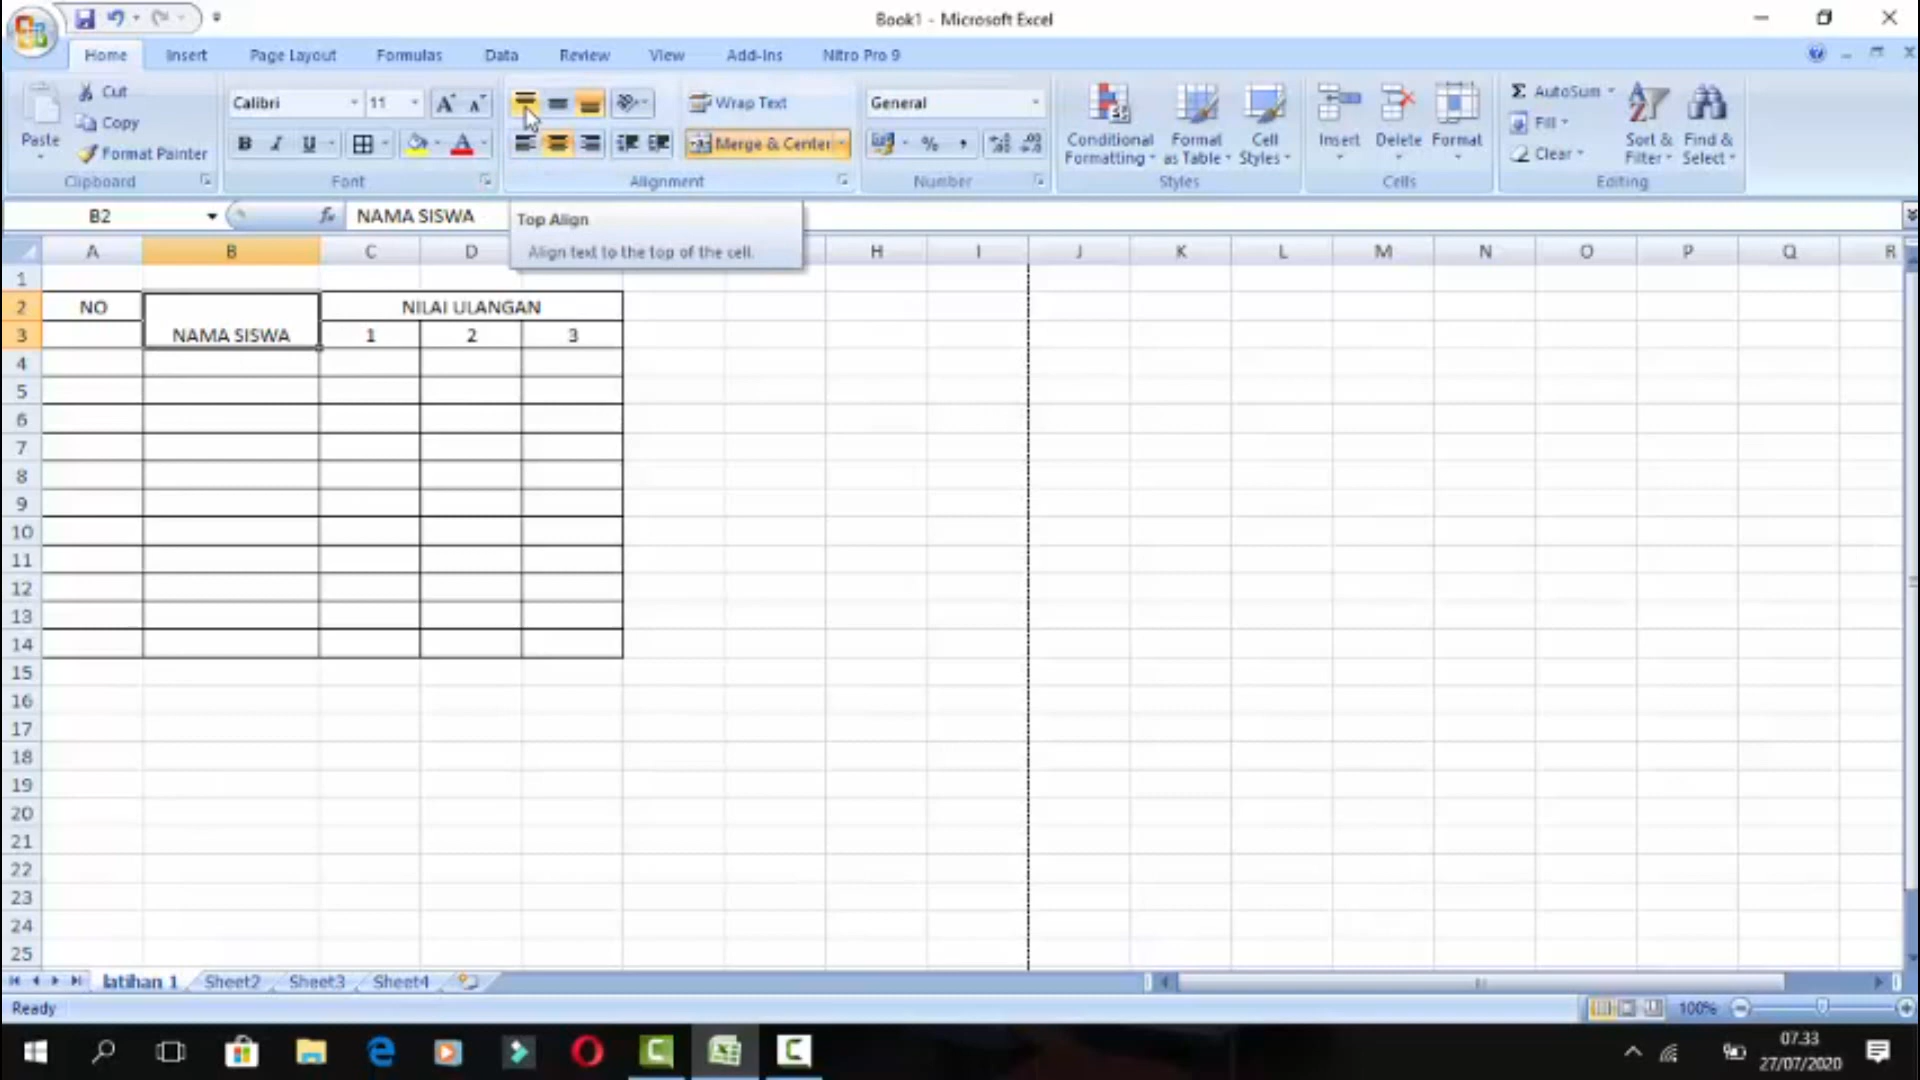 Book1 - Microsoft Excel
Home Insert Page Layout Formulas Data Review View Add-Ins Nitro Pro 9
Paste Cut Copy Format Painter
Clipboard
Calibri 11
B I U
Font
Wrap Text
Merge & Center
Alignment
General
% ,
Number
Conditional Formatting Format as Table Cell Styles
Styles
Insert Delete Format
Cells
Σ AutoSum
Fill
Clear
Sort & Filter Find & Select
Editing
B2 fx NAMA SISWA
Top Align
Align text to the top of the cell.
A B C D H I J K L M N O P Q R
1
2 NO NILAI ULANGAN
3 NAMA SISWA 1 2 3
4
5
6
7
8
9
10
11
12
13
14
15
16
17
18
19
20
21
22
23
24
25
latihan 1 Sheet2 Sheet3 Sheet4
Ready 100%
07.33
27/07/2020